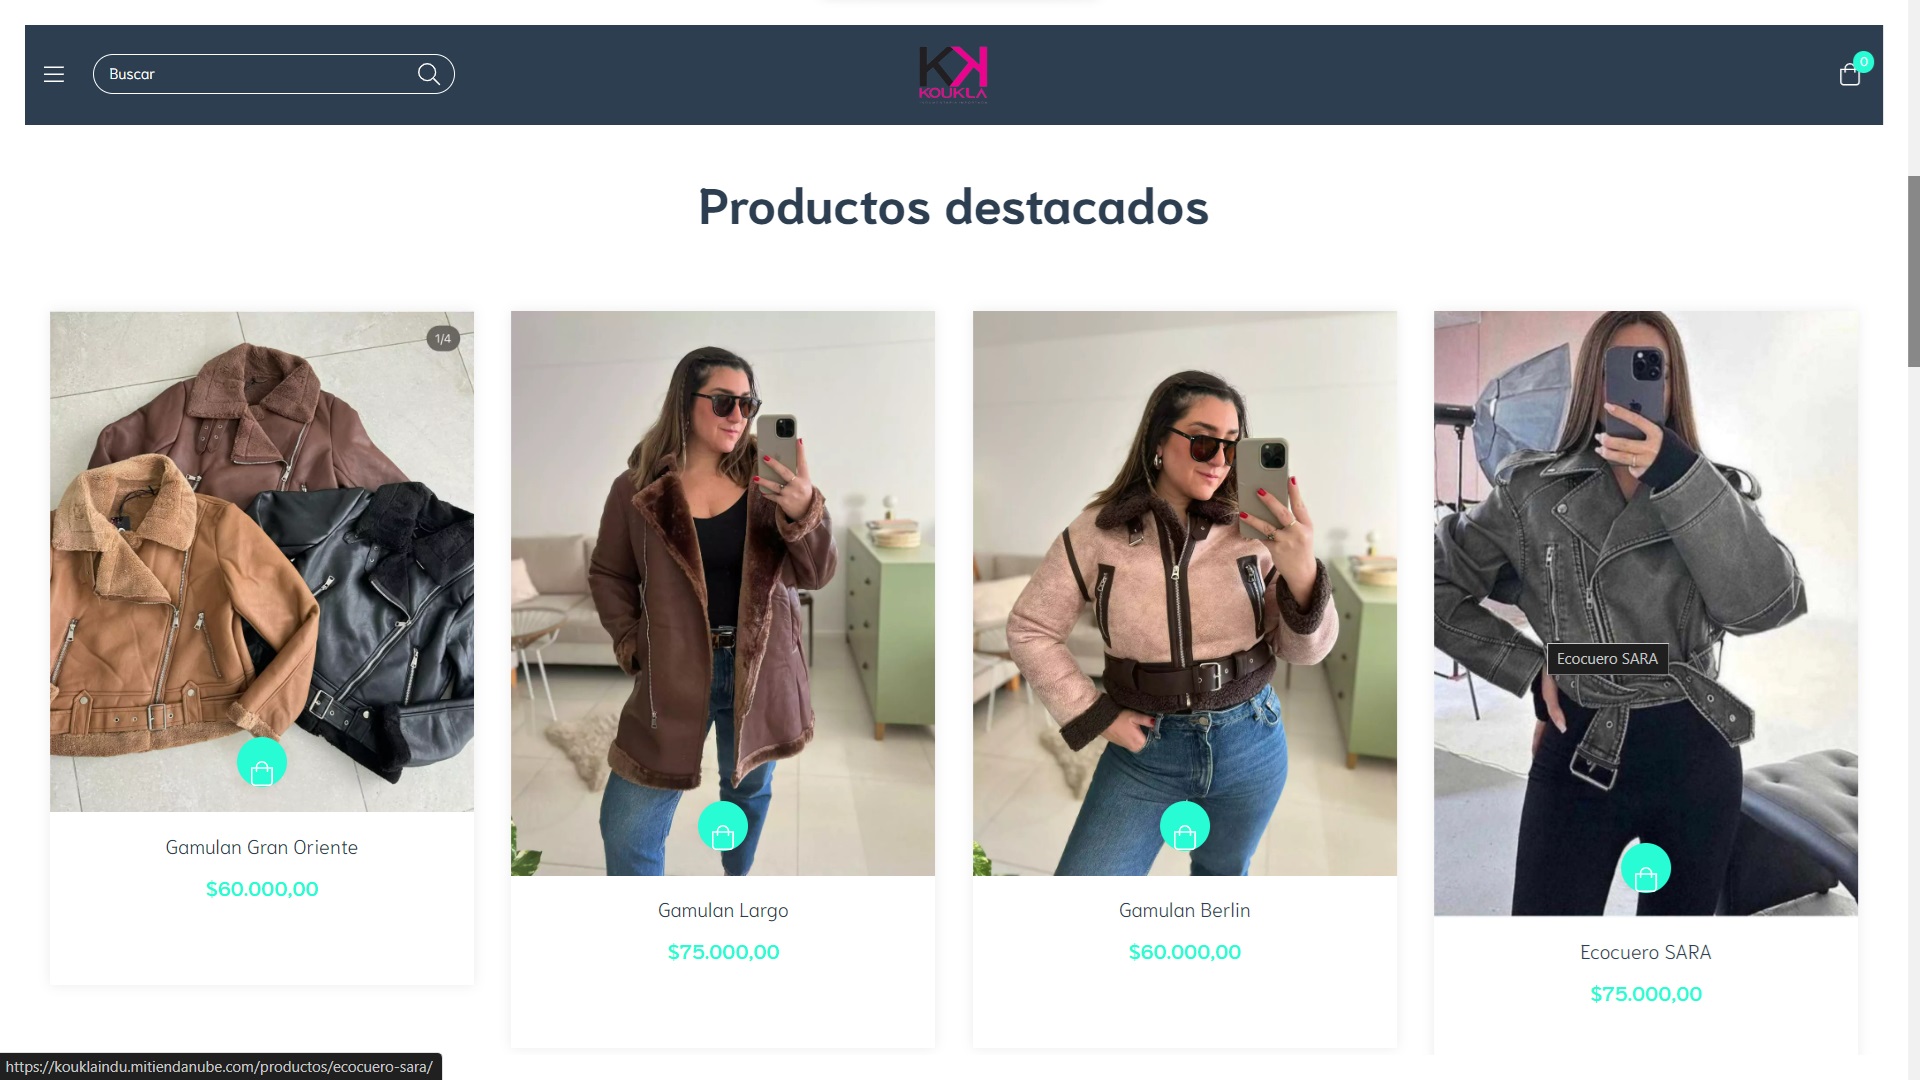 Buscar
KK
KOUKLA
0
Productos destacados
1/4
Ecocuero SARA
Gamulan Gran Oriente
$60.000,00
Gamulan Largo
$75.000,00
Gamulan Berlin
$60.000,00
Ecocuero SARA
$75.000,00
https://kouklaindu.mitiendanube.com/productos/ecocuero-sara/